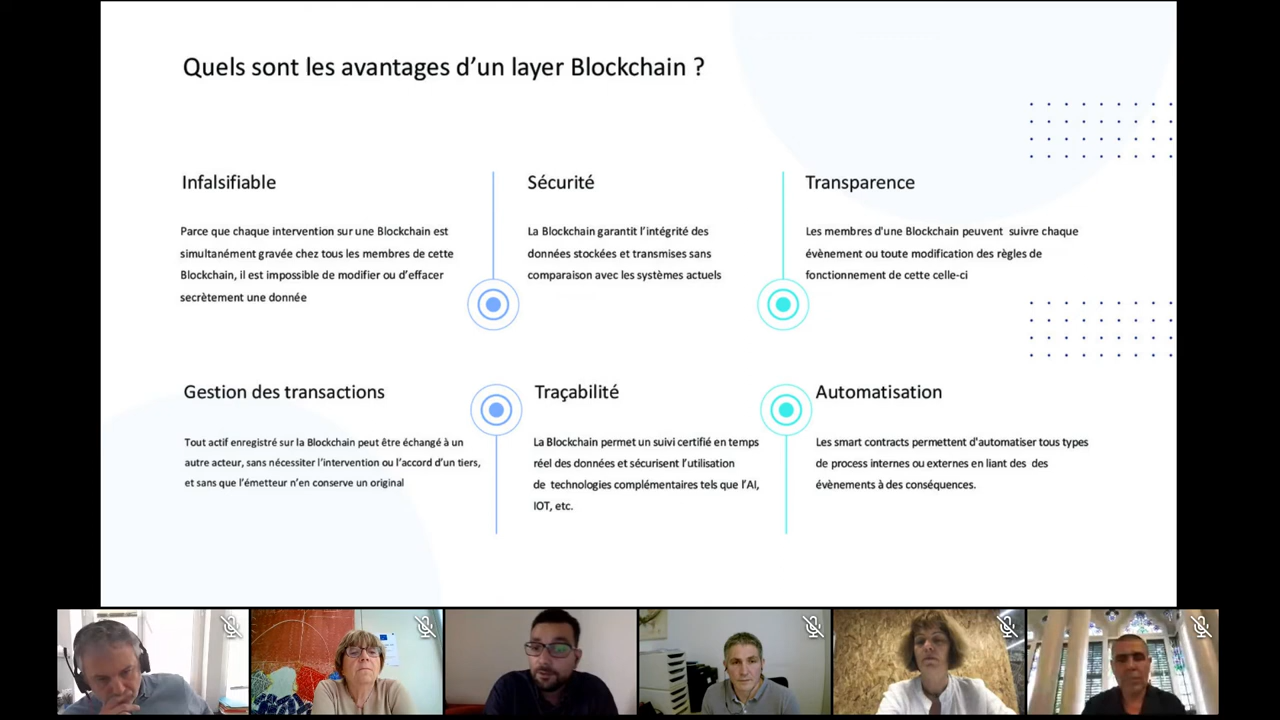 Quels sont les avantages d'un layer Blockchain ?
Infalsifiable
Parce que chaque intervention sur une Blockchain est
simultanément gravée chez tous les membres de cette
Blockchain, il est impossible de modifier ou d'effacer
secrètement une donnée
Sécurité
La Blockchain garantit l'intégrité des
données stockées et transmises sans
comparaison avec les systèmes actuels
Transparence
Les membres d'une Blockchain peuvent suivre chaque
évènement ou toute modification des règles de
fonctionnement de cette celle-ci
Gestion des transactions
Tout actif enregistré sur la Blockchain peut être échangé à un
autre acteur, sans nécessiter l'intervention ou l'accord d'un tiers,
et sans que l'émetteur n'en conserve un original
Traçabilité
La Blockchain permet un suivi certifié en temps
réel des données et sécurisent l'utilisation
de technologies complémentaires tels que l'AI,
IOT, etc.
Automatisation
Les smart contracts permettent d'automatiser tous types
de process internes ou externes en liant des des
évènements à des conséquences.